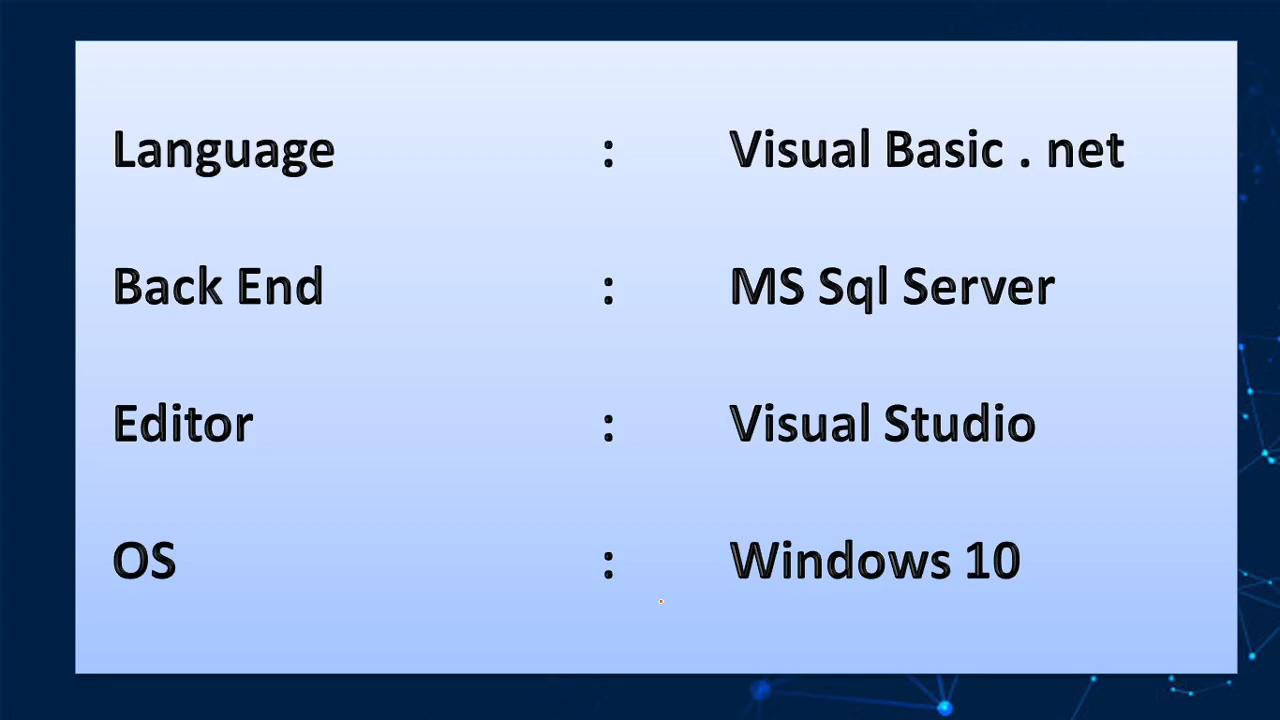 Language : Visual Basic . net
Back End : MS Sql Server
Editor : Visual Studio
OS : Windows 10